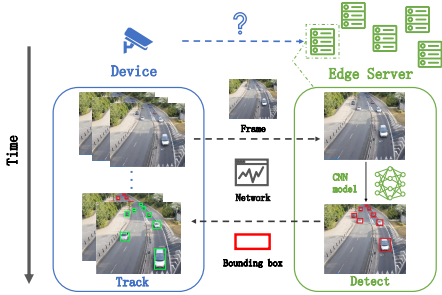 ?
Device
Edge Server
Time
Frame
CNN
model
Network
Bounding box
Track
Detect